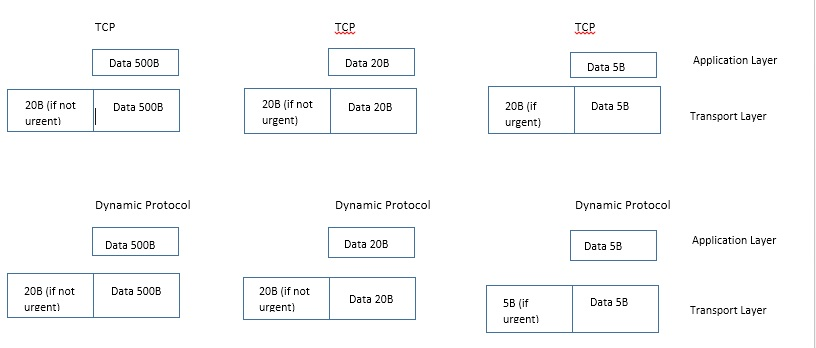 TCP
TCP
TCP
Data 500B
Data 20B
Data 5B
Application Layer
20B (if not
urgent)
Data 500B
20B (if not
urgent)
Data 20B
20B (if
urgent)
Data 5B
Transport Layer
Dynamic Protocol
Dynamic Protocol
Dynamic Protocol
Data 500B
Data 20B
Data 5B
Application Layer
20B (if not
urgent)
Data 500B
20B (if not
urgent)
Data 20B
5B (if
urgent)
Data 5B
Transport Layer